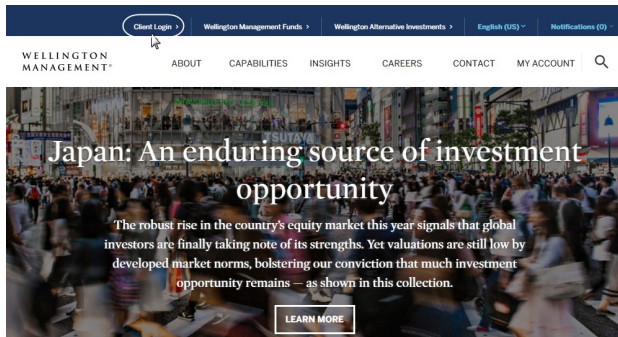 Client Login >
Wellington Management Funds >
Wellington Alternative Investments >
English (US)
Notifications (0)
WELLINGTON
MANAGEMENT®
ABOUT
CAPABILITIES
INSIGHTS
CAREERS
CONTACT
MY ACCOUNT
TSUTAYA
Japan: An enduring source of investment
opportunity
The robust rise in the country's equity market this year signals that global
investors are finally taking note of its strengths. Yet valuations are still low by
developed market norms, bolstering our conviction that much investment
opportunity remains — as shown in this collection.
LEARN MORE